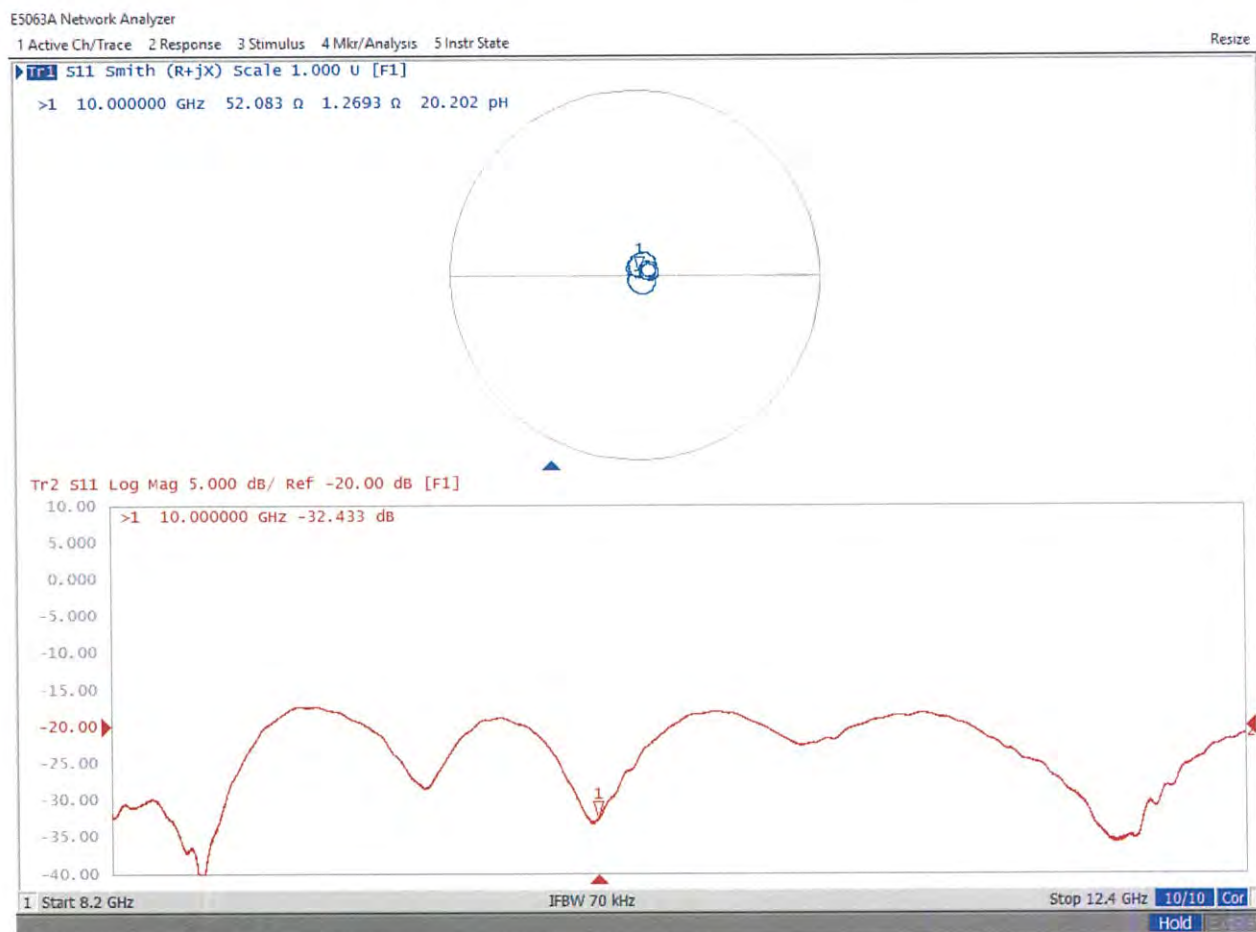 E5063A Network Analyzer
1 Active Ch/Trace 2 Response 3 Stimulus 4 Mkr/Analysis 5 Instr State Resize
Tr1 S11 Smith (R+jX) Scale 1.000 U [F1]
>1 10.000000 GHz 52.083 Ω 1.2693 Ω 20.202 pH
1
Tr2 S11 Log Mag 5.000 dB/ Ref -20.00 dB [F1]
10.00
>1 10.000000 GHz -32.433 dB
5.000
0.000
-5.000
-10.00
-15.00
-20.00
-25.00
-30.00
1
-35.00
-40.00
1 Start 8.2 GHz IFBW 70 kHz Stop 12.4 GHz 10/10 Cor
Hold